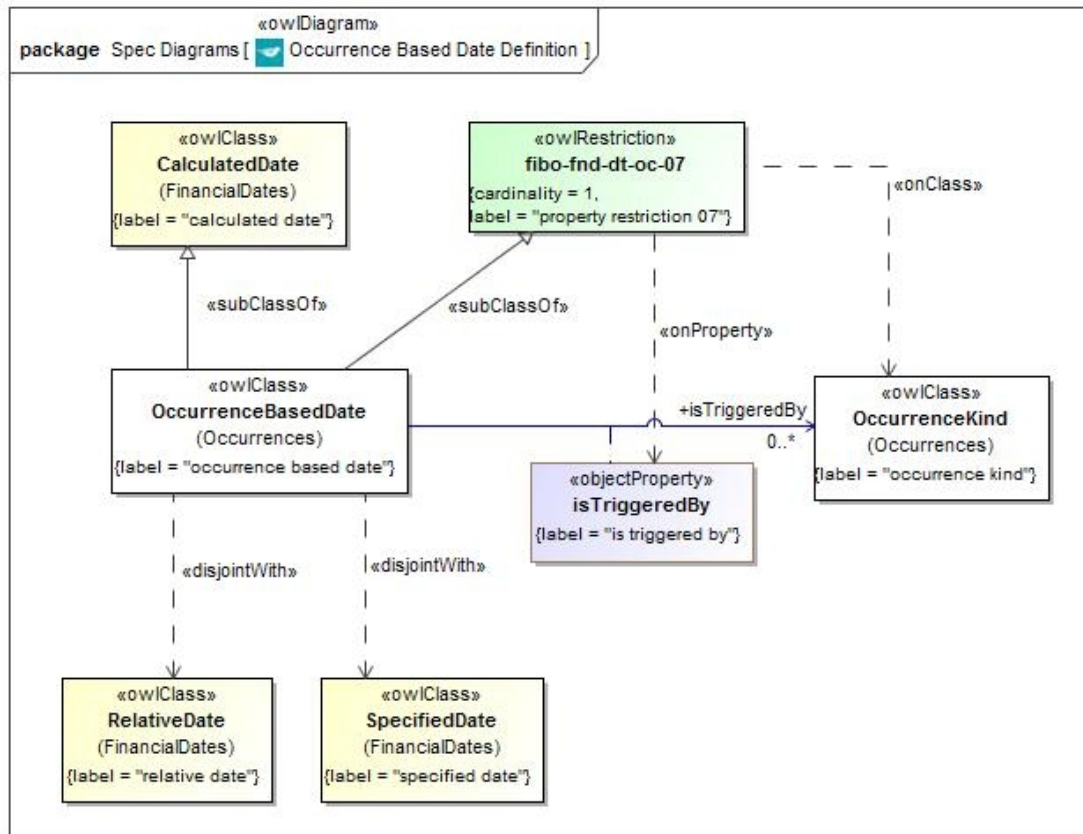 «owlDiagram»
package Spec Diagrams [ Occurrence Based Date Definition ]
«owlClass»
CalculatedDate
(FinancialDates)
{label = "calculated date"}
«owlRestriction»
fibo-fnd-dt-oc-07
{cardinality = 1,
label = "property restriction 07"}
«onClass»
«subClassOf»
«subClassOf»
«onProperty»
«owlClass»
OccurrenceBasedDate
(Occurrences)
{label = "occurrence based date"}
+isTriggeredBy
0..*
«owlClass»
OccurrenceKind
(Occurrences)
{label = "occurrence kind"}
«objectProperty»
isTriggeredBy
{label = "is triggered by"}
«disjointWith»
«disjointWith»
«owlClass»
RelativeDate
(FinancialDates)
{label = "relative date"}
«owlClass»
SpecifiedDate
(FinancialDates)
{label = "specified date"}